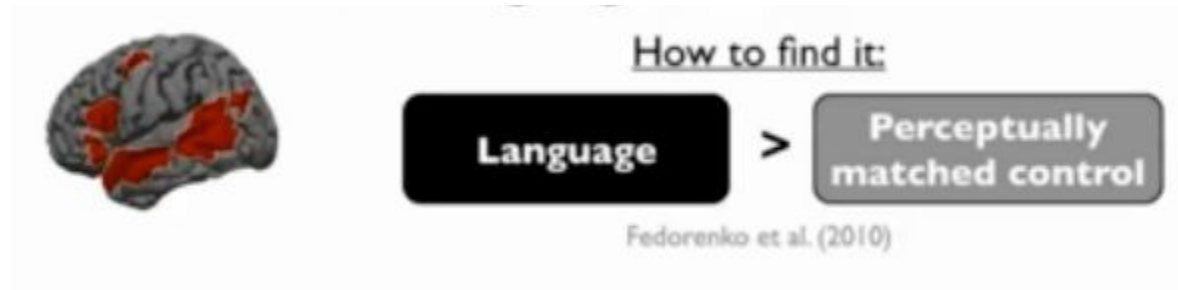 How to find it:
Language > Perceptually
matched control
Fedorenko et al. (2010)